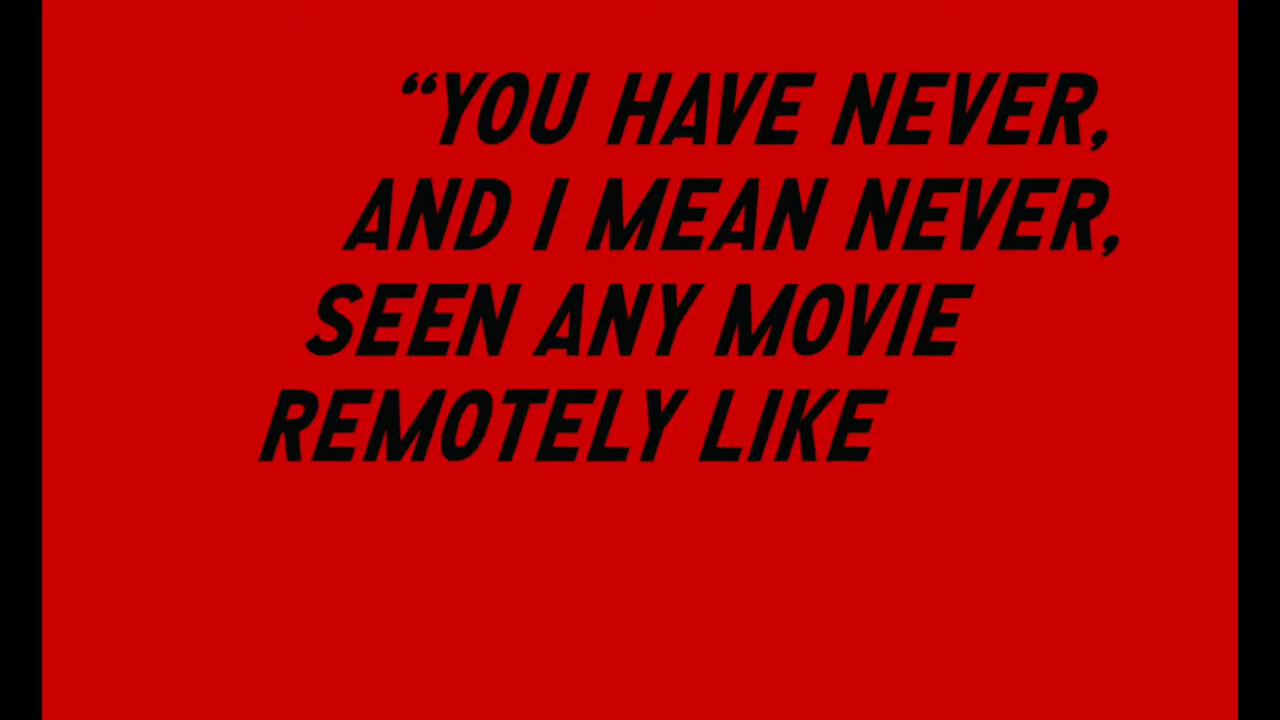 “YOU HAVE NEVER,
AND I MEAN NEVER,
SEEN ANY MOVIE
REMOTELY LIKE